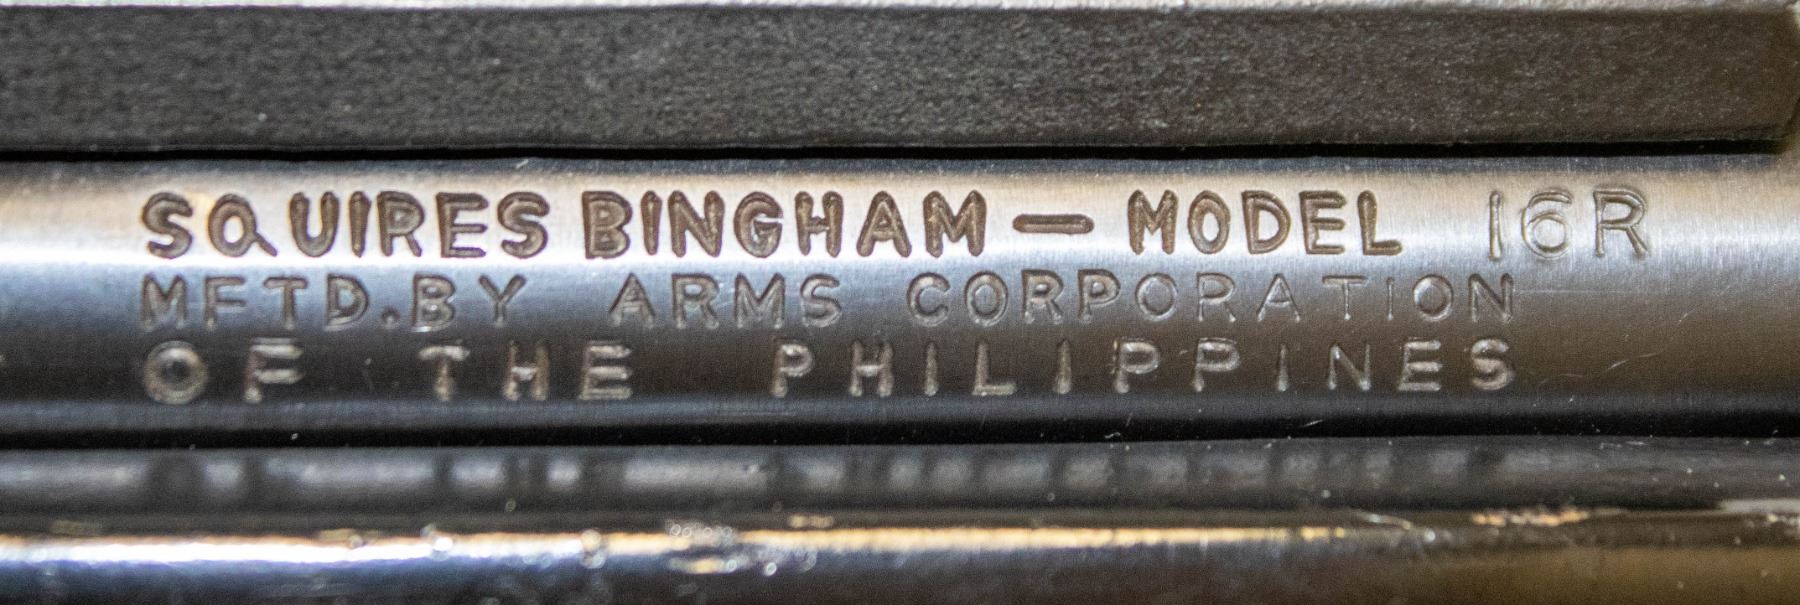 SQUIRES BINGHAM — MODEL 16R
MFTD. BY ARMS CORPORATION
OF THE PHILIPPINES